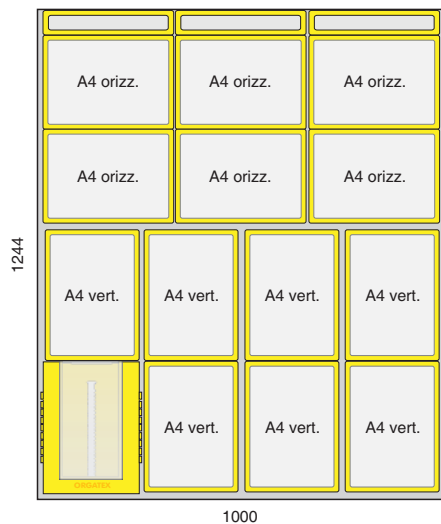 A4 orizz. A4 orizz. A4 orizz.
A4 orizz. A4 orizz. A4 orizz.
1244
A4 vert. A4 vert. A4 vert. A4 vert.
A4 vert. A4 vert. A4 vert.
ORGATEX
1000